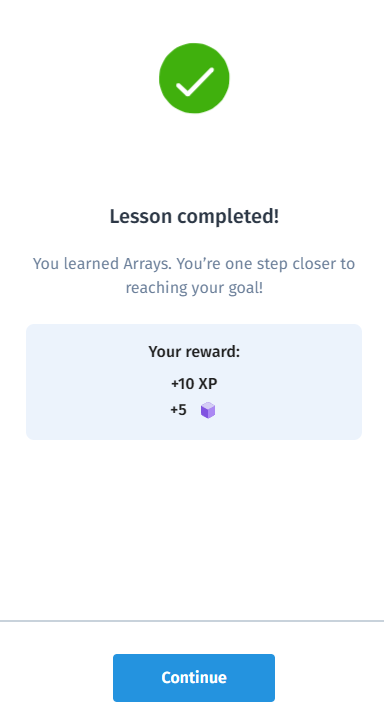 Lesson completed!
You learned Arrays. You’re one step closer to
reaching your goal!
Your reward:
+10 XP
+5
Continue